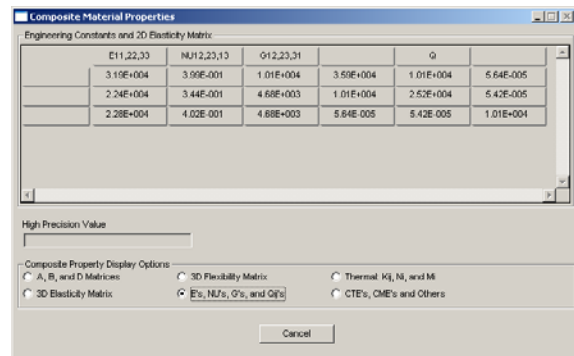 Composite Material Properties
Engineering Constants and 2D Elasticity Matrix
E11,22,33 NU12,23,13 G12,23,31 Q
3.19E+004 3.99E-001 1.01E+004 3.59E+004 1.01E+004 5.64E-005
2.24E+004 3.44E-001 4.68E+003 1.01E+004 2.52E+004 5.42E-005
2.28E+004 4.02E-001 4.68E+003 5.64E-005 5.42E-005 1.01E+004
High Precision Value
Composite Property Display Options
A, B, and D Matrices 3D Flexibility Matrix Thermal: Kij, Ni, and Mi
3D Elasticity Matrix E's, NU's, G's, and Qij's CTE's, CME's and Others
Cancel